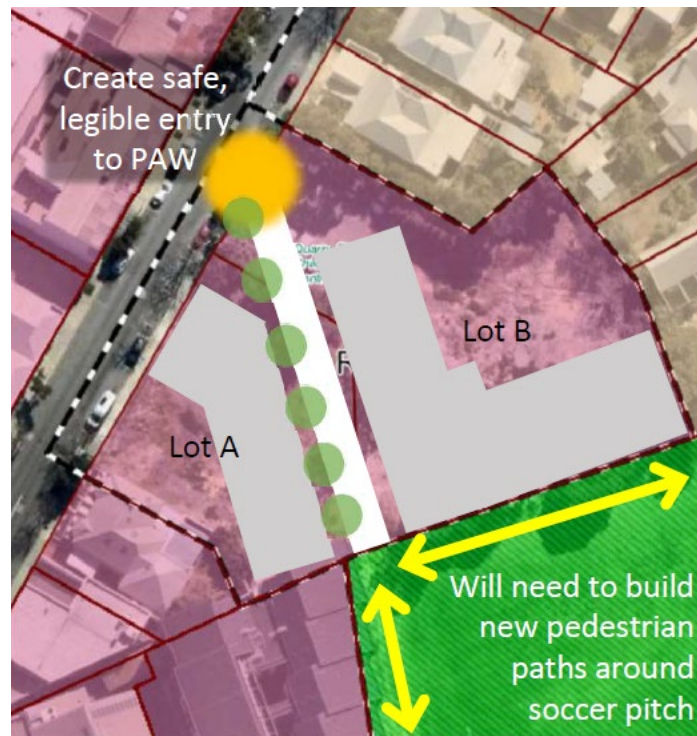 Create safe,
legible entry
to PAW
Lot B
Lot A
Will need to build
new pedestrian
paths around
soccer pitch